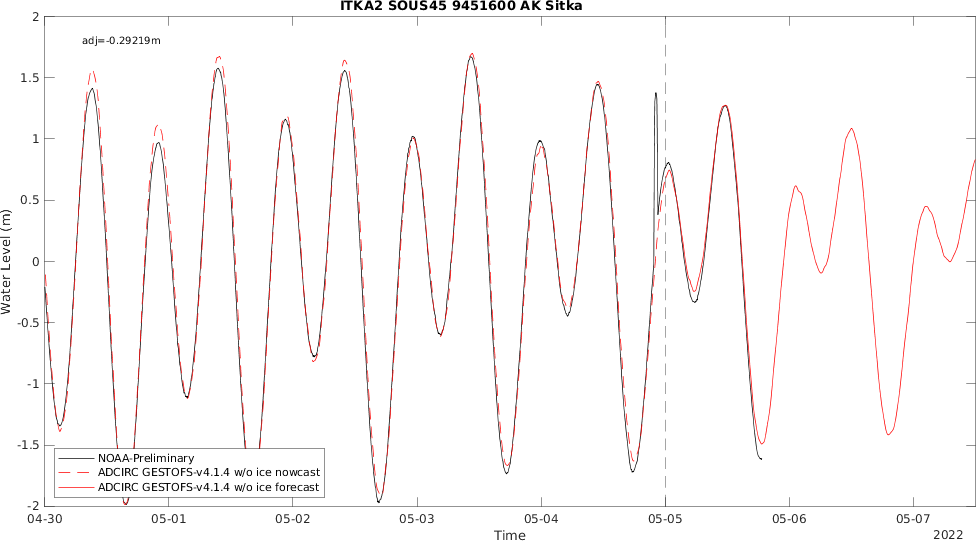 ITKA2 SOUS45 9451600 AK Sitka
adj=-0.29219m
2
1.5
1
0.5
0
-0.5
-1
-1.5
-2
Water Level (m)
NOAA-Preliminary
ADCIRC GESTOFS-v4.1.4 w/o ice nowcast
ADCIRC GESTOFS-v4.1.4 w/o ice forecast
04-30 05-01 05-02 05-03 05-04 05-05 05-06 05-07
Time
2022